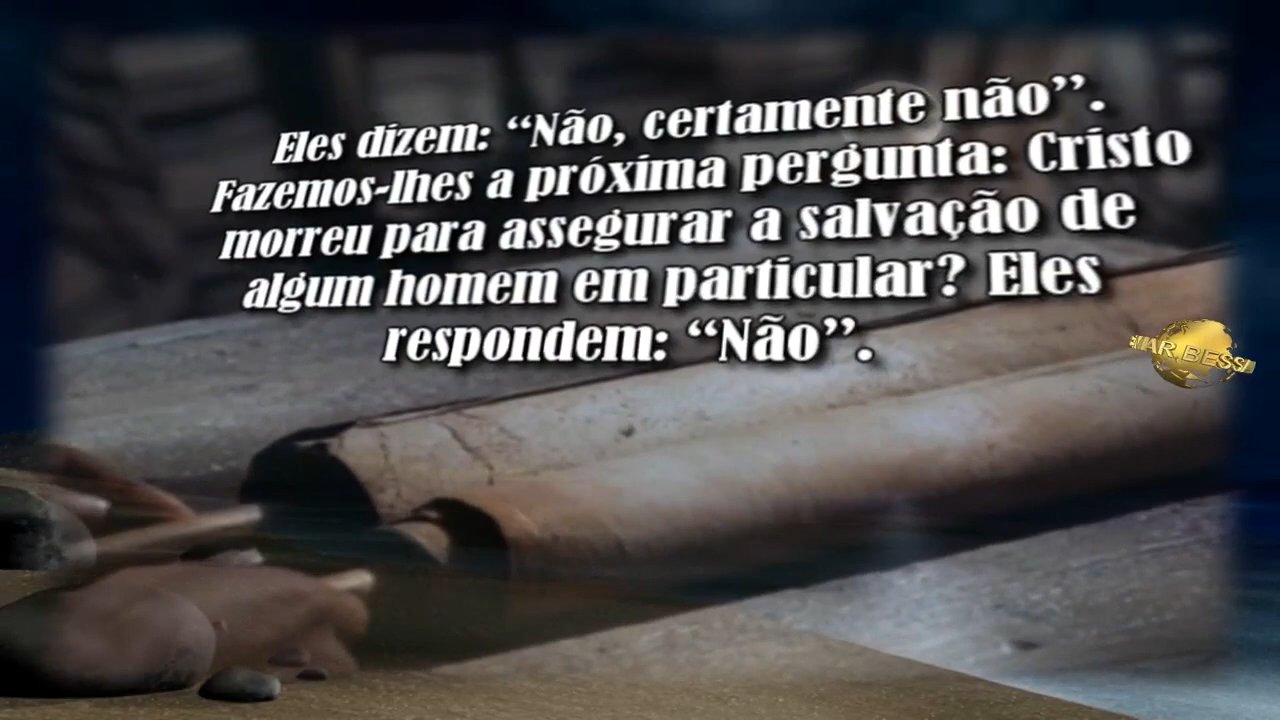 Eles dizem: “Não, certamente não”.
Fazemos-lhes a próxima pergunta: Cristo
morreu para assegurar a salvação de
algum homem em particular? Eles
respondem: “Não”.